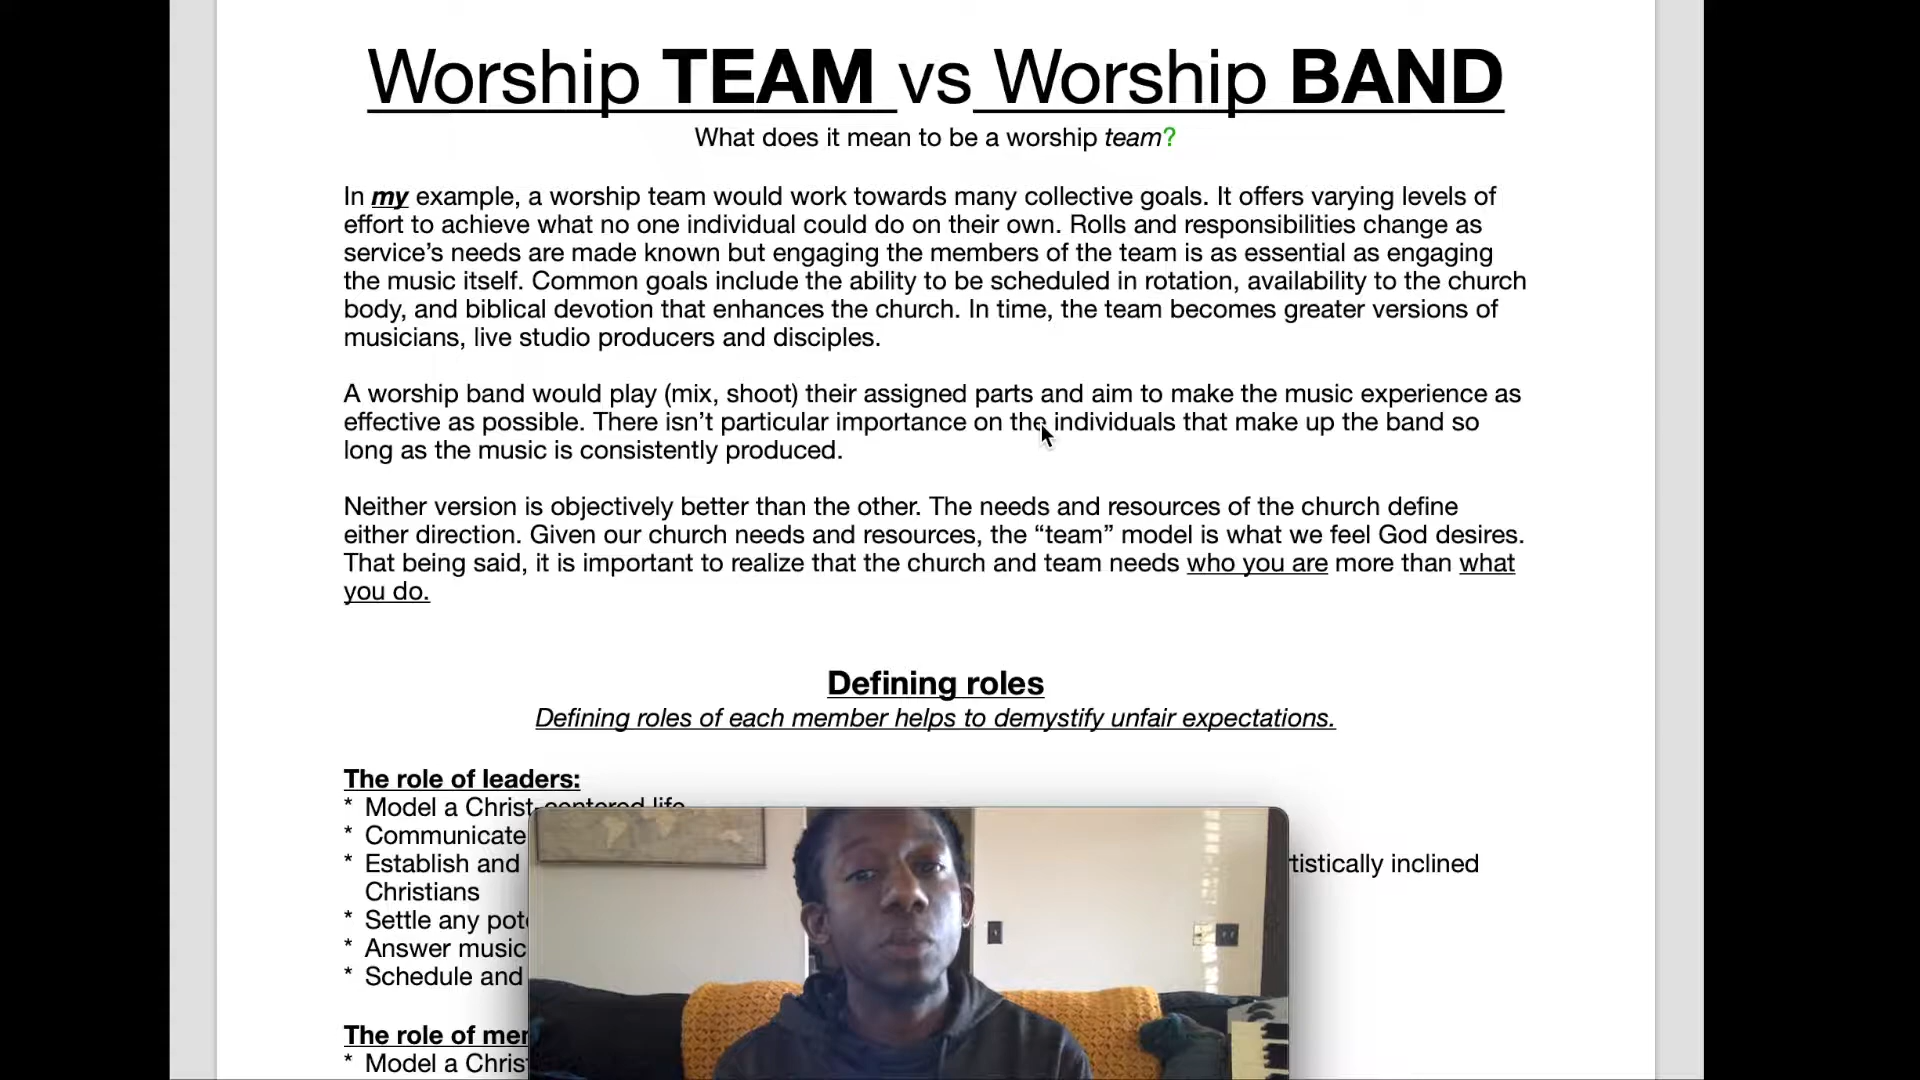 Worship TEAM vs Worship BAND
What does it mean to be a worship team?
In my example, a worship team would work towards many collective goals. It offers varying levels of
effort to achieve what no one individual could do on their own. Rolls and responsibilities change as
service’s needs are made known but engaging the members of the team is as essential as engaging
the music itself. Common goals include the ability to be scheduled in rotation, availability to the church
body, and biblical devotion that enhances the church. In time, the team becomes greater versions of
musicians, live studio producers and disciples.
A worship band would play (mix, shoot) their assigned parts and aim to make the music experience as
effective as possible. There isn’t particular importance on the individuals that make up the band so
long as the music is consistently produced.
Neither version is objectively better than the other. The needs and resources of the church define
either direction. Given our church needs and resources, the “team” model is what we feel God desires.
That being said, it is important to realize that the church and team needs who you are more than what
you do.
Defining roles
Defining roles of each member helps to demystify unfair expectations.
The role of leaders:
* Model a Christ-centered life
* Communicate
* Establish and tistically inclined
Christians
* Settle any
* Answer music
* Schedule and
The role of
* Model a